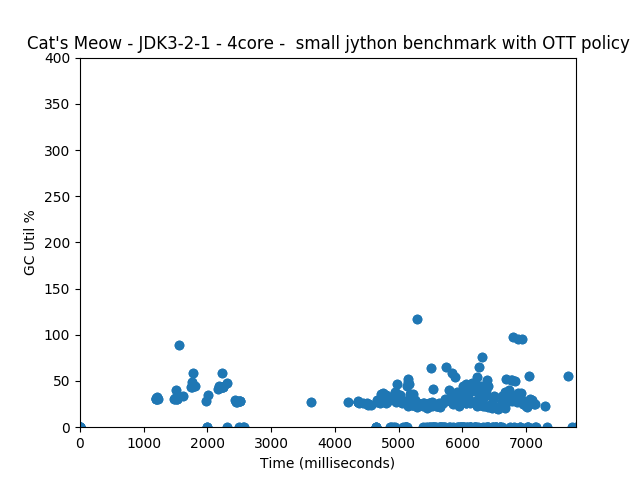 Cat's Meow - JDK3-2-1 - 4core -  small jython benchmark with OTT policy
400
350
300
250
200
150
100
50
0
GC Util %
0 1000 2000 3000 4000 5000 6000 7000
Time (milliseconds)